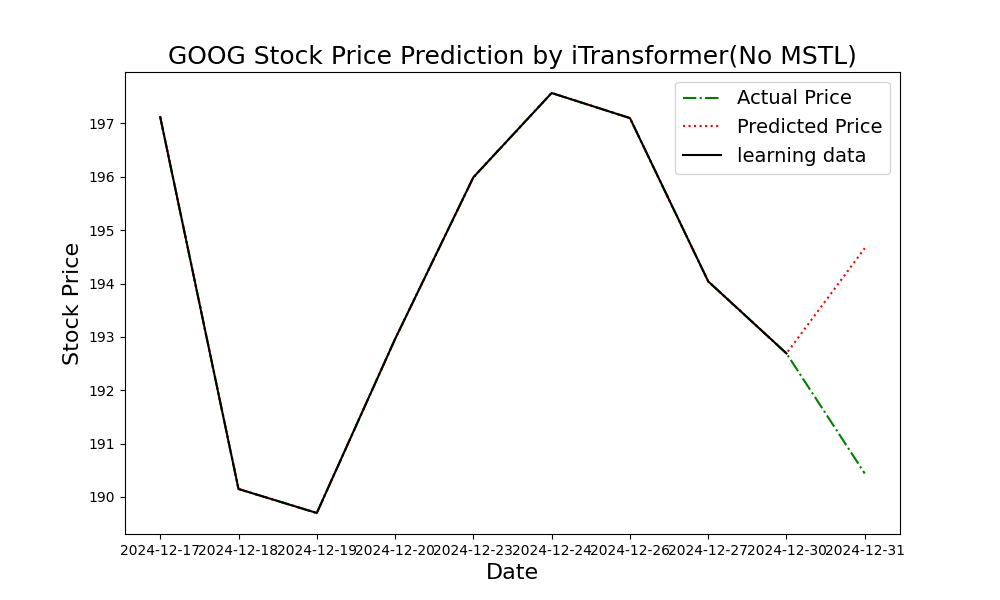 GOOG Stock Price Prediction by iTransformer(No MSTL)
Actual Price
Predicted Price
learning data
197
196
195
194
193
192
191
190
Stock Price
2024-12-17 2024-12-18 2024-12-19 2024-12-20 2024-12-23 2024-12-24 2024-12-26 2024-12-27 2024-12-30 2024-12-31
Date